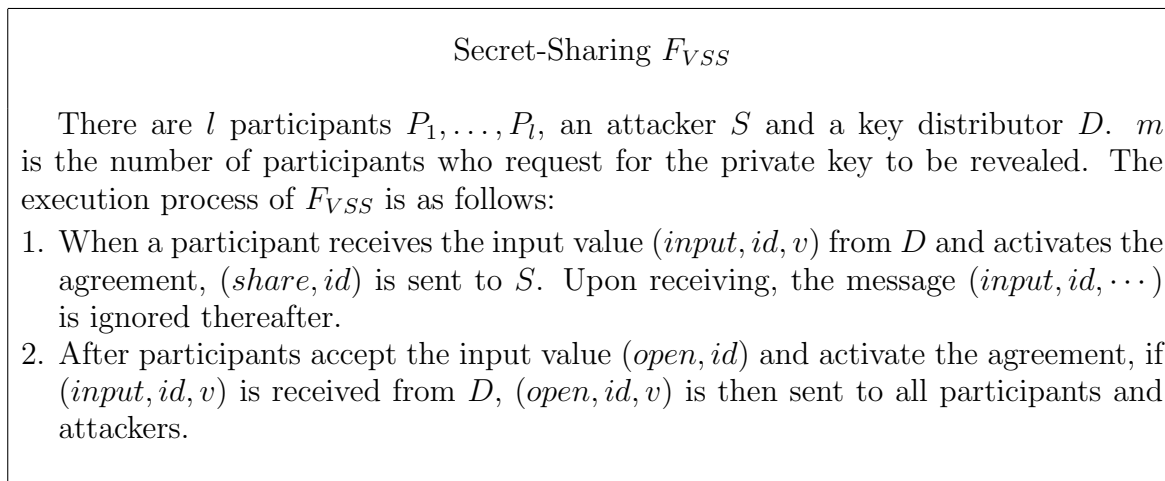 Secret-Sharing $F_{VSS}$
There are $l$ participants $P_1, \ldots, P_l$, an attacker $S$ and a key distributor $D$. $m$
is the number of participants who request for the private key to be revealed. The
execution process of $F_{VSS}$ is as follows:
1. When a participant receives the input value $(input, id, v)$ from $D$ and activates the
agreement, $(share, id)$ is sent to $S$. Upon receiving, the message $(input, id, \cdots)$
is ignored thereafter.
2. After participants accept the input value $(open, id)$ and activate the agreement, if
$(input, id, v)$ is received from $D$, $(open, id, v)$ is then sent to all participants and
attackers.